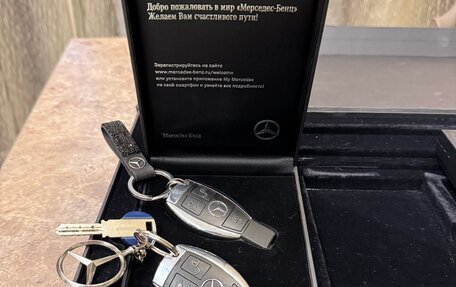 Добро пожаловать в мир «Мерседес-Бенц»
Желаем Вам счастливого пути!
Зарегистрируйтесь на сайте
www.mercedes-benz.ru/welcome
или установите приложение My Mercedes
на свой смартфон и узнайте все подробности!
Mercedes-Benz